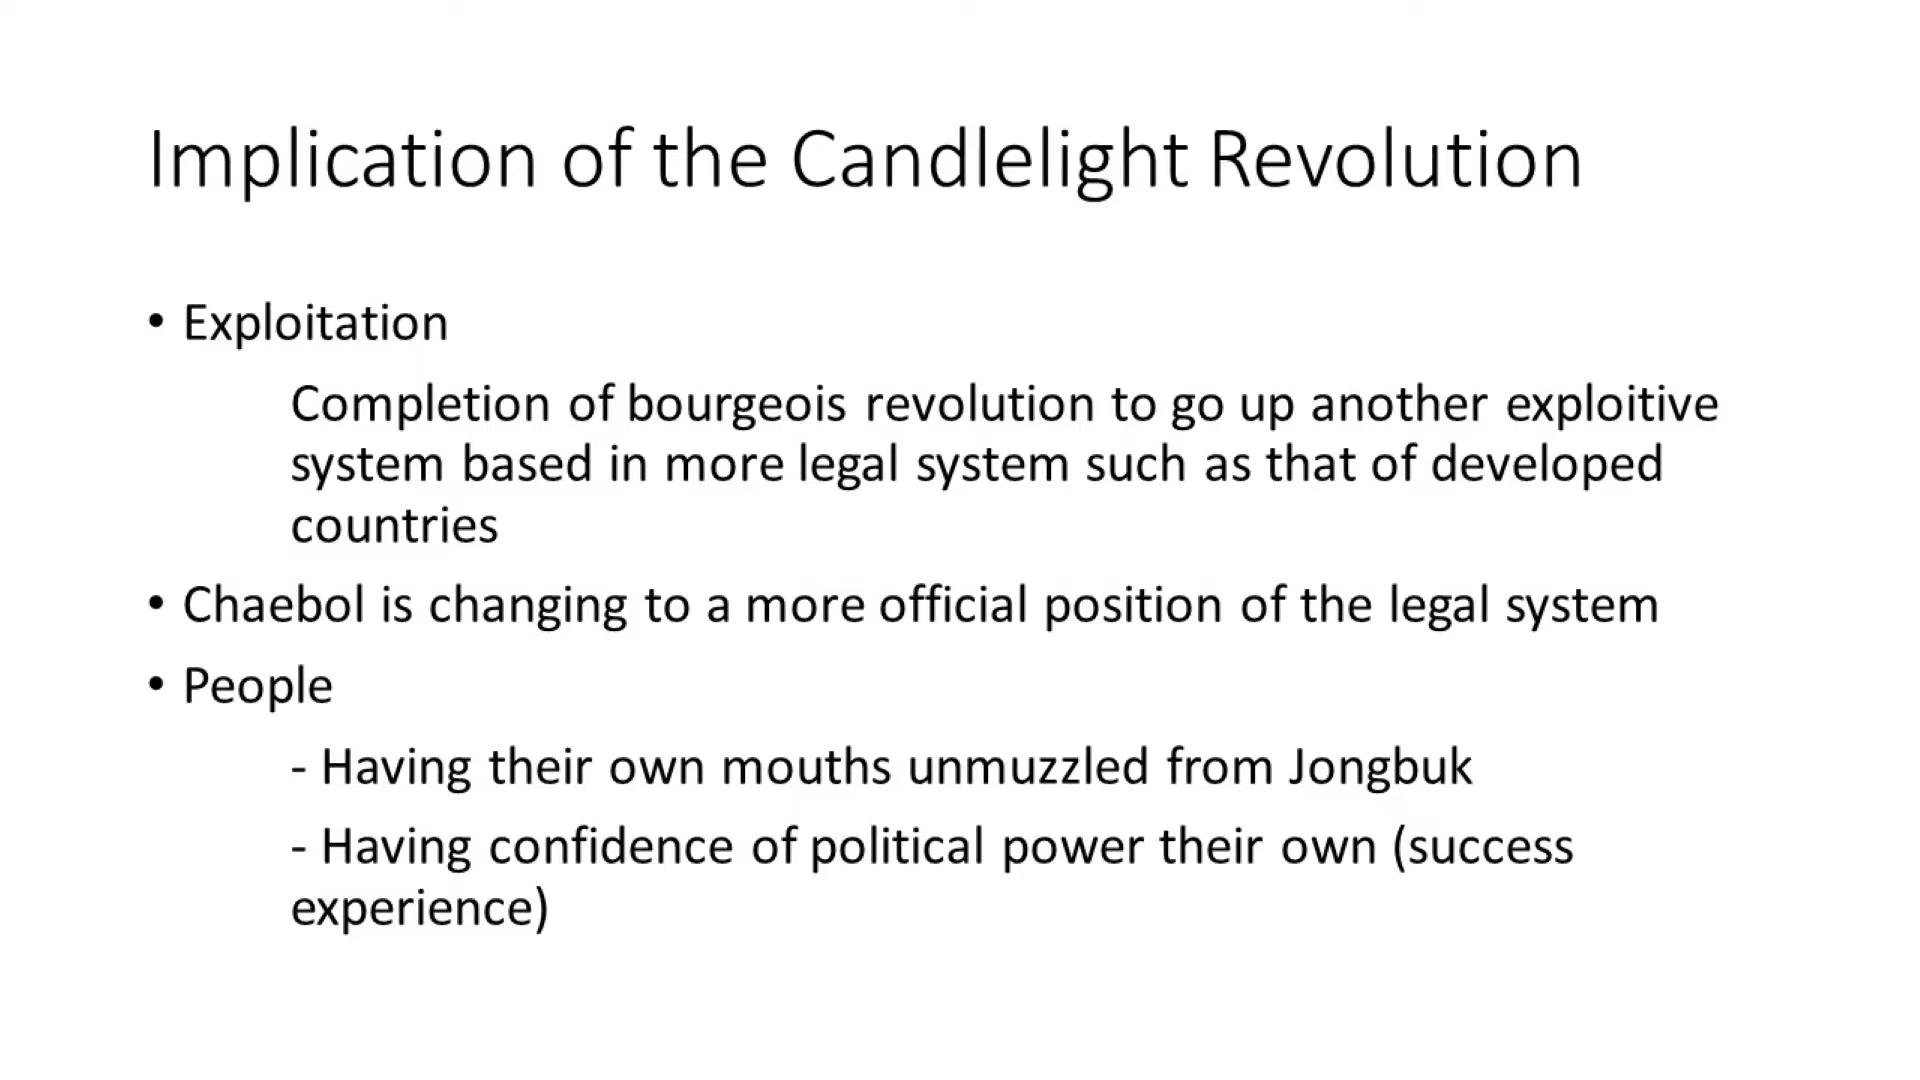 Implication of the Candlelight Revolution
• Exploitation
Completion of bourgeois revolution to go up another exploitive
system based in more legal system such as that of developed
countries
• Chaebol is changing to a more official position of the legal system
• People
- Having their own mouths unmuzzled from Jongbuk
- Having confidence of political power their own (success
experience)